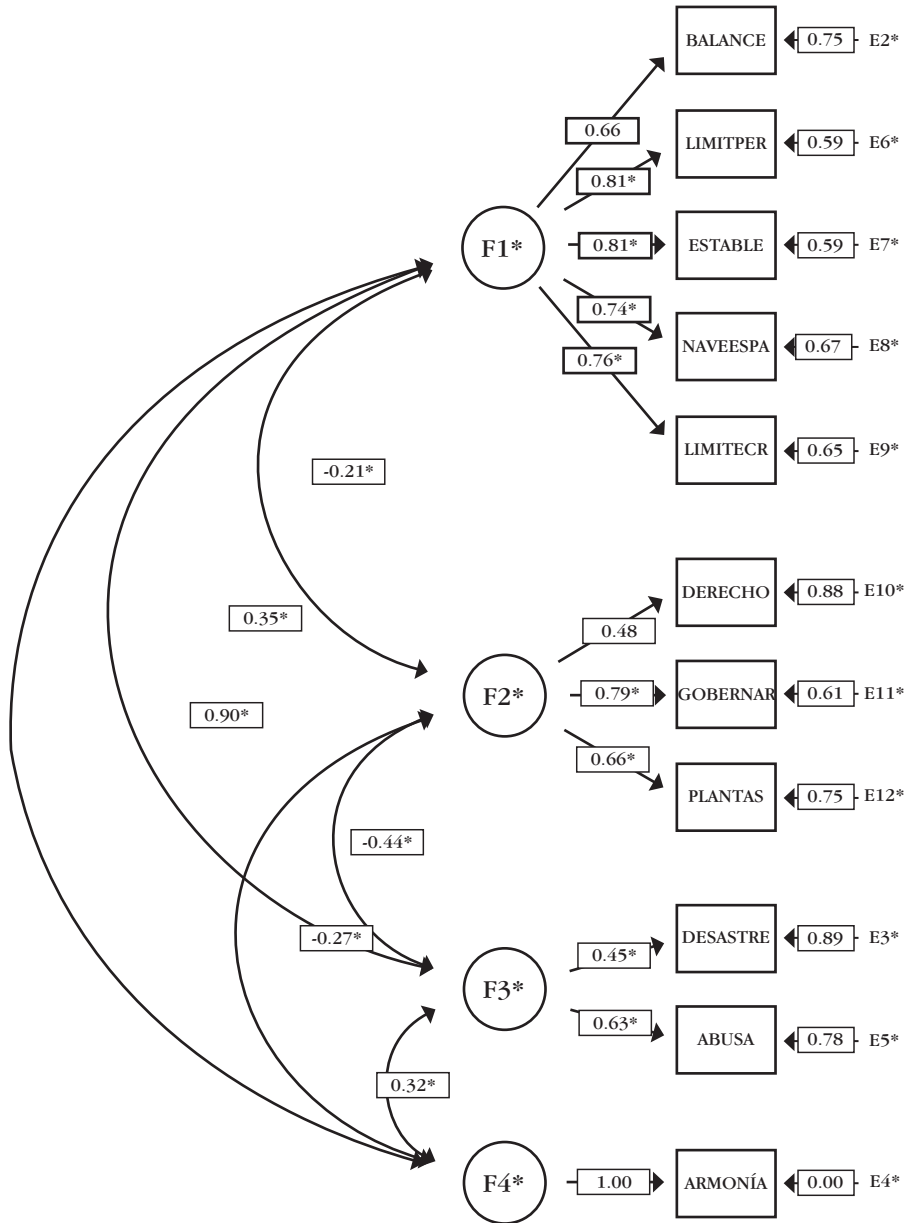 BALANCE 0.75 E2*
0.66
LIMITPER 0.59 E6*
0.81*
F1* 0.81* ESTABLE 0.59 E7*
0.74*
NAVEESPA 0.67 E8*
0.76*
LIMITECR 0.65 E9*
-0.21*
DERECHO 0.88 E10*
0.35* 0.48
F2* 0.79* GOBERNAR 0.61 E11*
0.90*
0.66*
PLANTAS 0.75 E12*
-0.44*
DESASTRE 0.89 E3*
-0.27* 0.45*
F3*
0.63*
ABUSA 0.78 E5*
0.32*
F4* 1.00 ARMONÍA 0.00 E4*